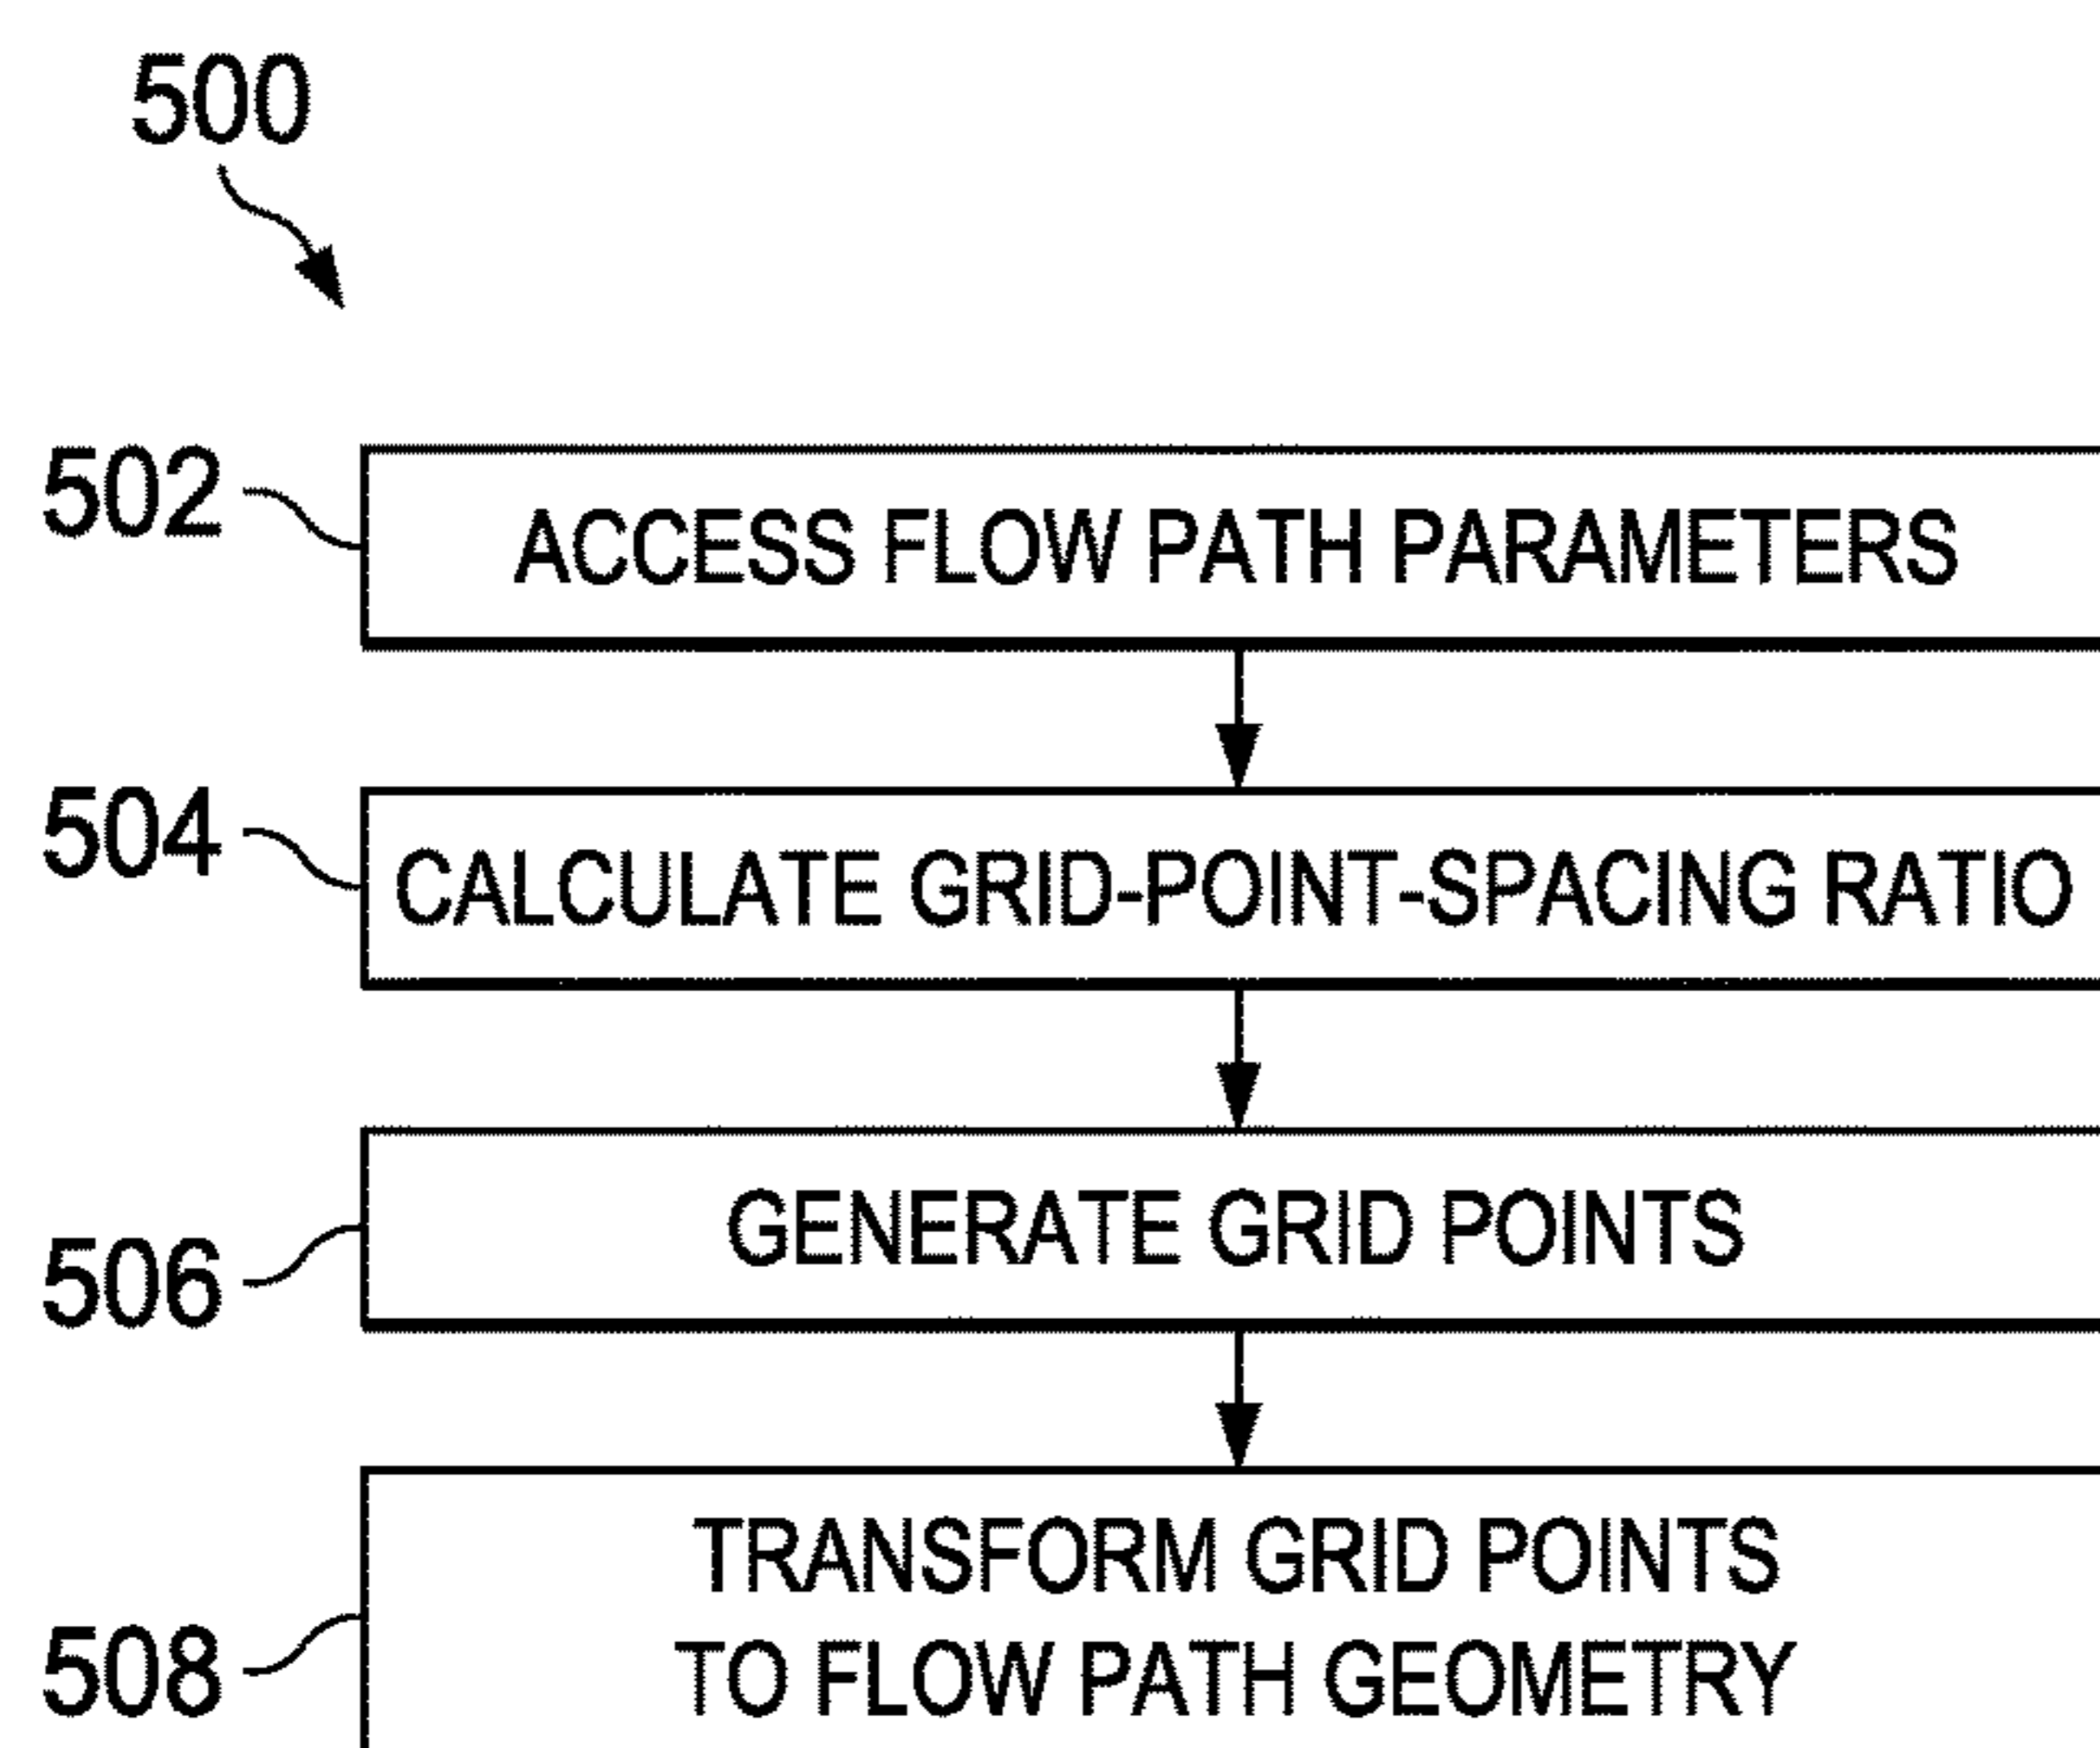 500
502
ACCESS FLOW PATH PARAMETERS
504
CALCULATE GRID-POINT-SPACING RATIO
506
GENERATE GRID POINTS
508
TRANSFORM GRID POINTS
TO FLOW PATH GEOMETRY